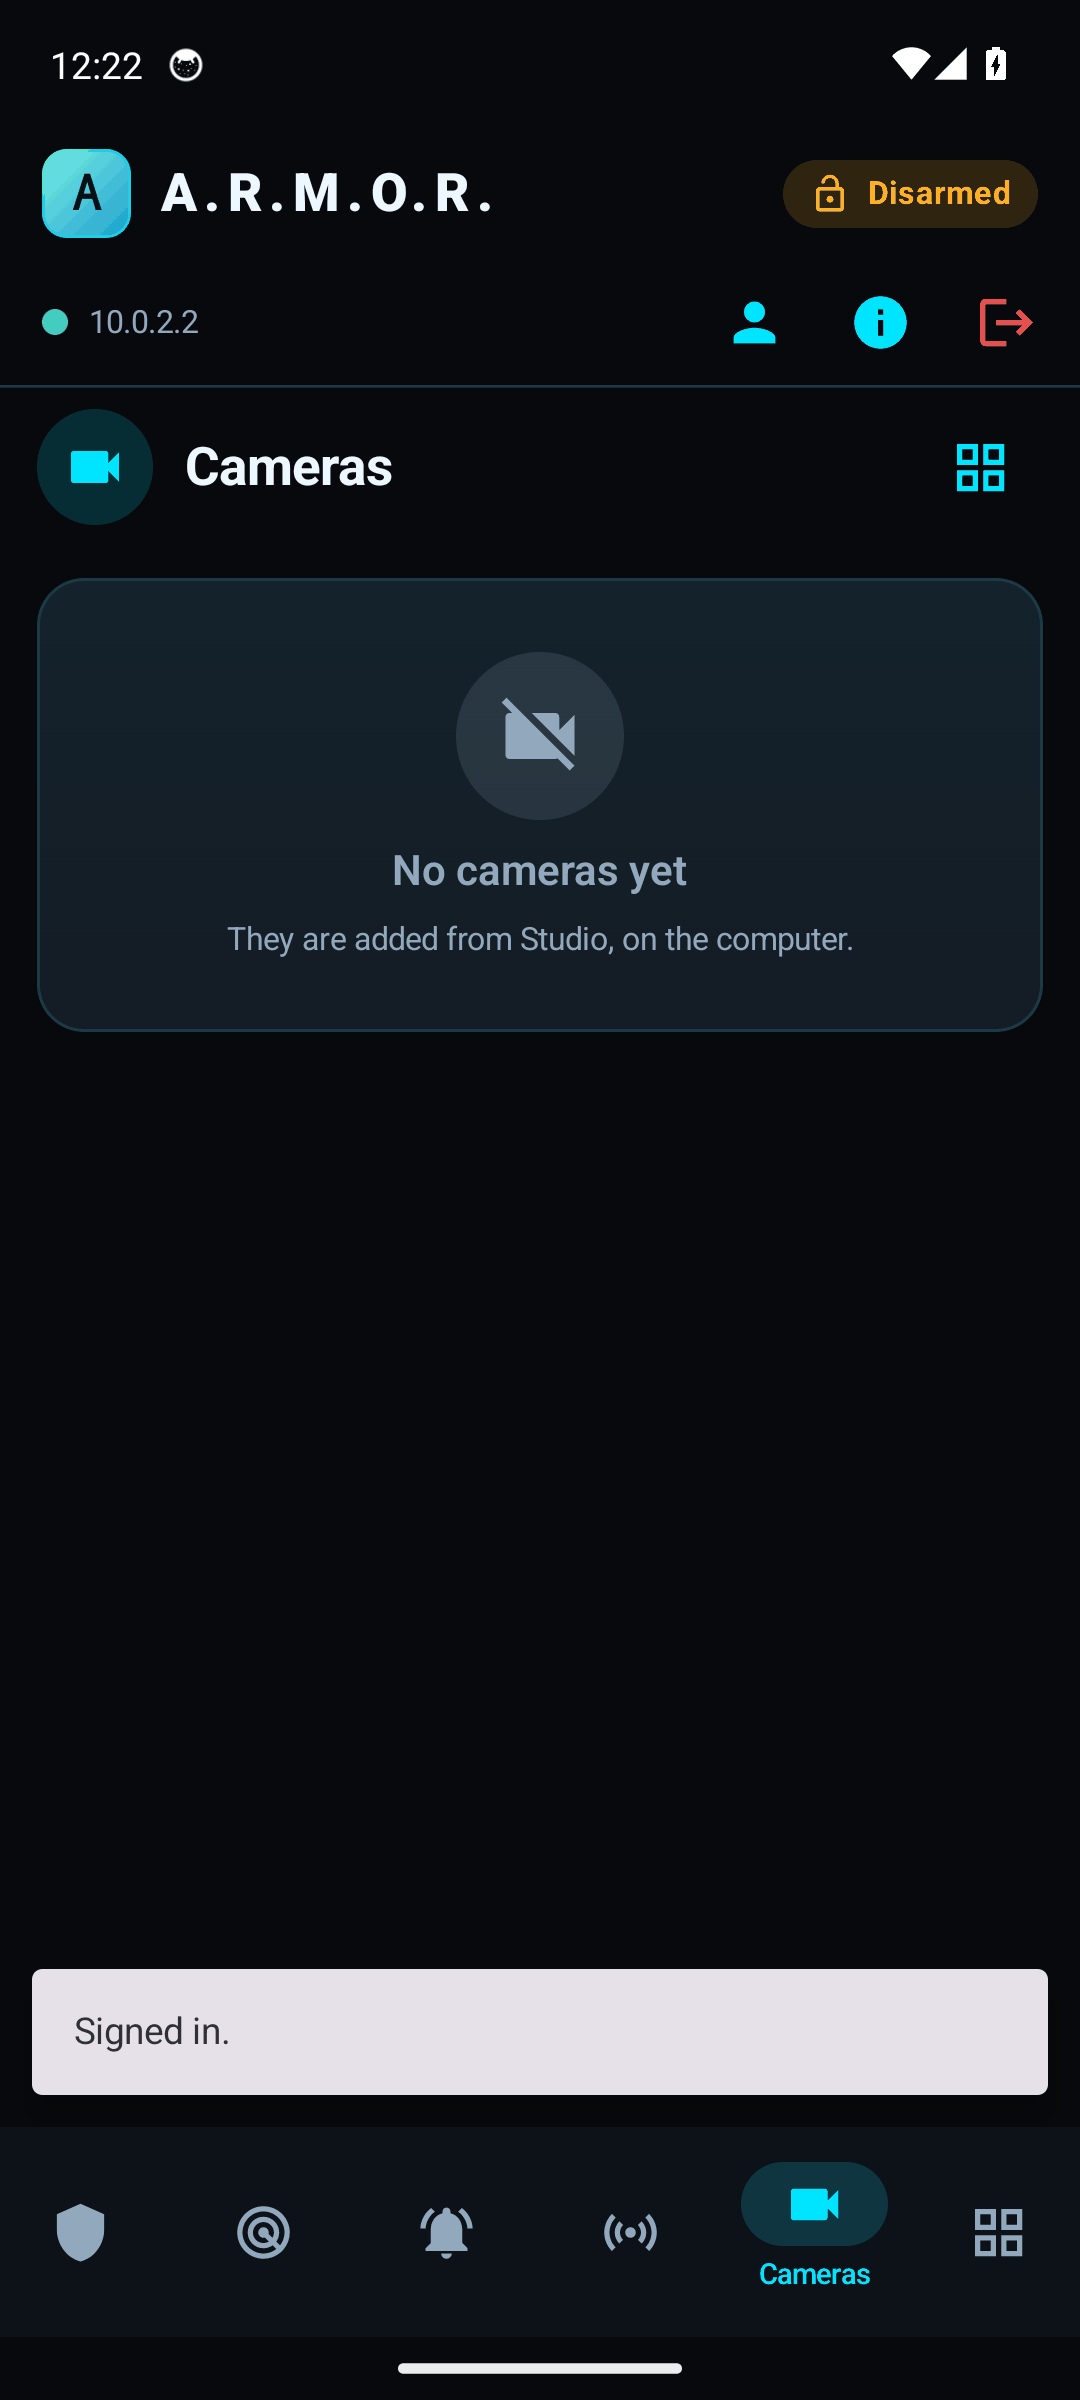 12:22
A
A.R.M.O.R.
Disarmed
10.0.2.2
Cameras
No cameras yet
They are added from Studio, on the computer.
Signed in.
Cameras